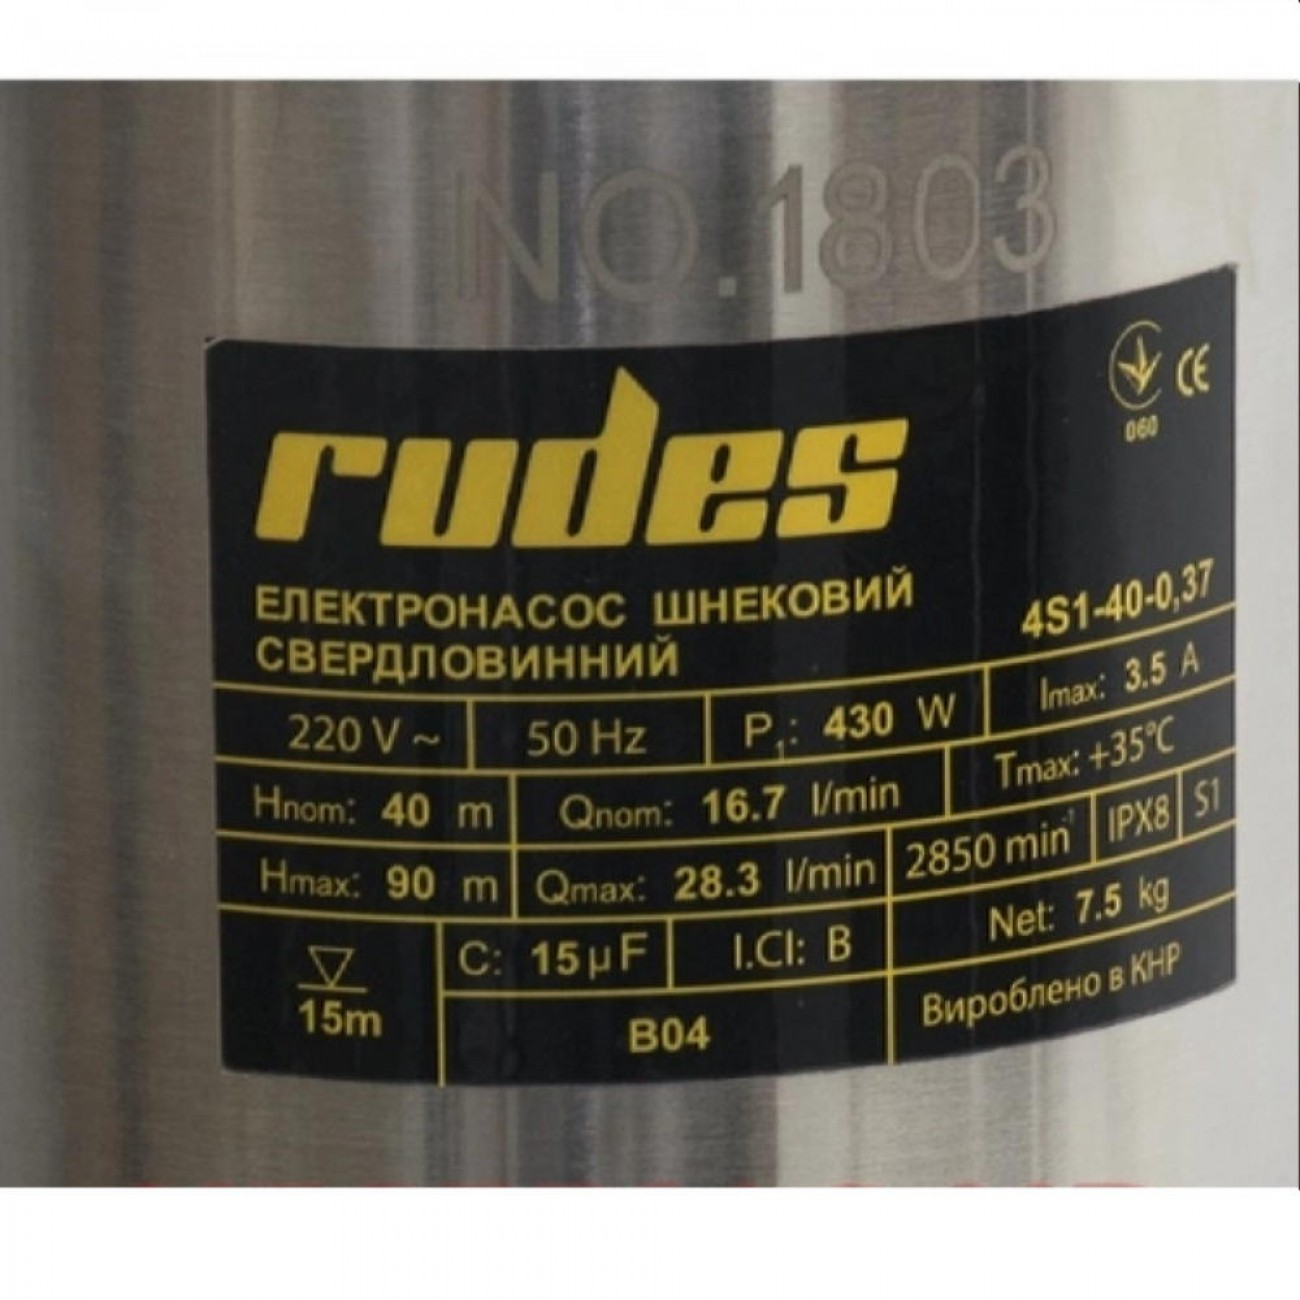 NO.1803
CE
060
rudes
ЕЛЕКТРОНАСОС ШНЕКОВИЙ
СВЕРДЛОВИННИЙ
4S1-40-0,37
220 V ~ 50 Hz P1: 430 W Imax: 3.5 A
Hnom: 40 m Qnom: 16.7 l/min Tmax: +35°C
Hmax: 90 m Qmax: 28.3 l/min 2850 min⁻¹ IPX8 S1
15m C: 15µF I.Cl: B Net: 7.5 kg
B04 Вироблено в КНР